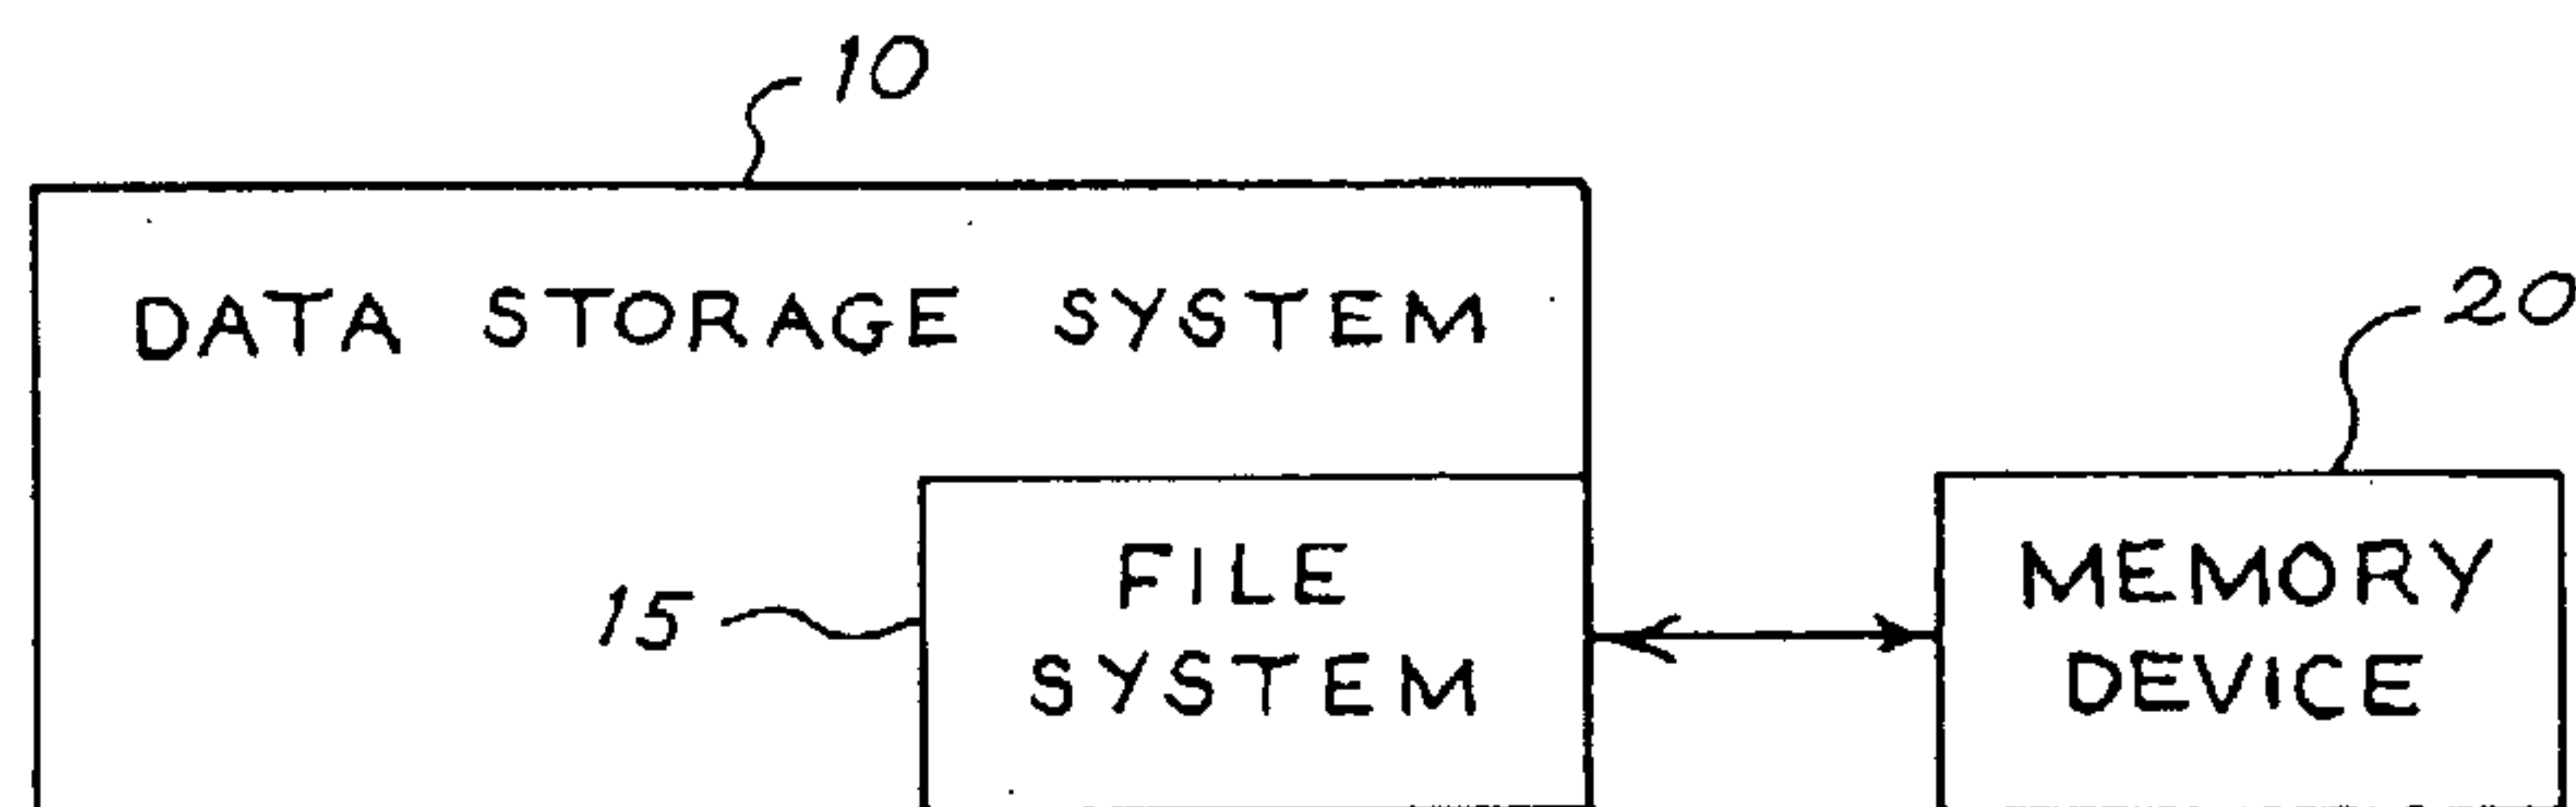 10
DATA STORAGE SYSTEM
20
FILE
SYSTEM
15
MEMORY
DEVICE